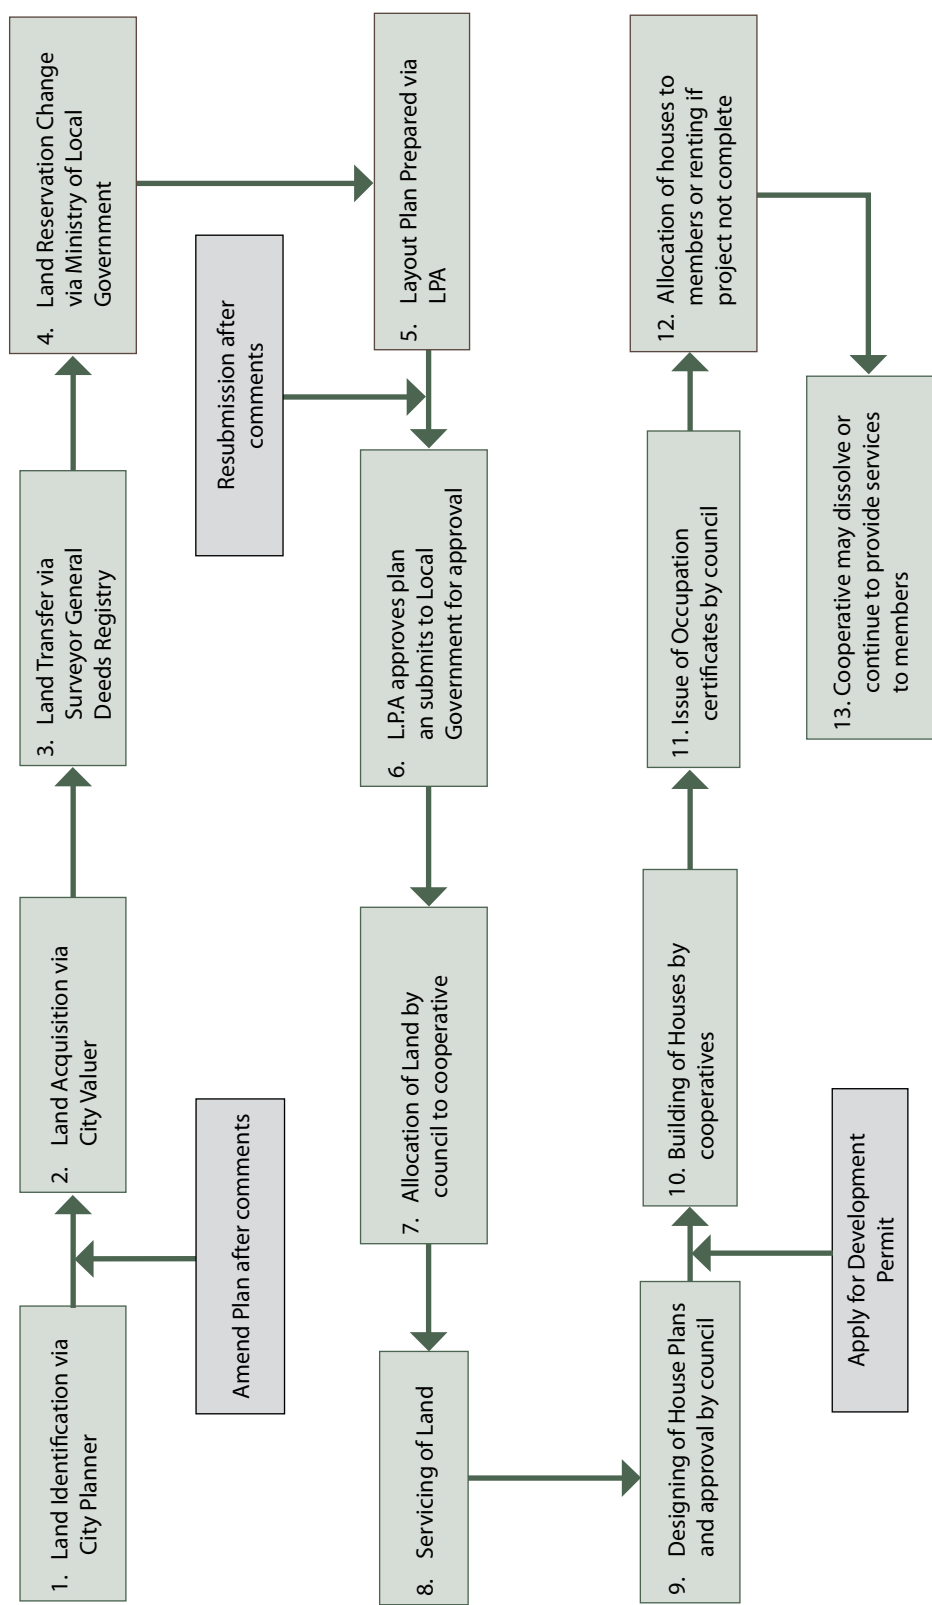 1. Land Identification via
City Planner
Amend Plan after comments
2. Land Acquisition via
City Valuer
3. Land Transfer via
Surveyor General
Deeds Registry
4. Land Reservation Change
via Ministry of Local
Government
5. Layout Plan Prepared via
LPA
Resubmission after
comments
6. L.P.A approves plan
an submits to Local
Government for approval
7. Allocation of Land by
council to cooperative
8. Servicing of Land
9. Designing of House Plans
and approval by council
Apply for Development
Permit
10. Building of Houses by
cooperatives
11. Issue of Occupation
certificates by council
12. Allocation of houses to
members or renting if
project not complete
13. Cooperative may dissolve or
continue to provide services
to members